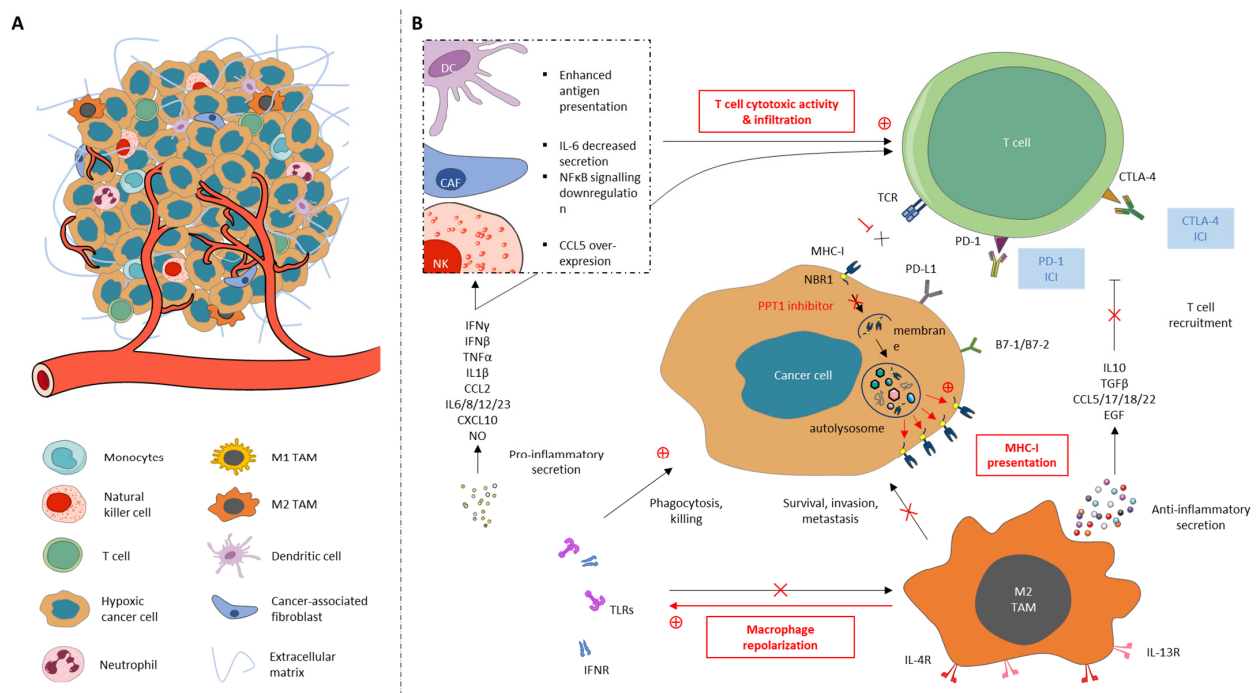 A
Monocytes
M1 TAM
Natural
killer cell
M2 TAM
T cell
Dendritic cell
Hypoxic
cancer cell
Cancer-associated
fibroblast
Neutrophil
Extracellular
matrix
B
DC
▪ Enhanced
antigen
presentation
CAF
▪ IL-6 decreased
secretion
▪ NFκB signalling
downregulatio
n
NK
▪ CCL5 over-
expresion
T cell cytotoxic activity
& infiltration
T cell
TCR
CTLA-4
CTLA-4
ICI
PD-1
PD-1
ICI
MHC-I
NBR1
PD-L1
PPT1 inhibitor
membran
e
B7-1/B7-2
Cancer cell
autolysosome
T cell
recruitment
IFNγ
IFNβ
TNFα
IL1β
CCL2
IL6/8/12/23
CXCL10
NO
IL10
TGFβ
CCL5/17/18/22
EGF
MHC-I
presentation
Pro-inflammatory
secretion
Phagocytosis,
killing
Survival, invasion,
metastasis
Anti-inflammatory
secretion
TLRs
IFNR
Macrophage
repolarization
M2
TAM
IL-4R
IL-13R